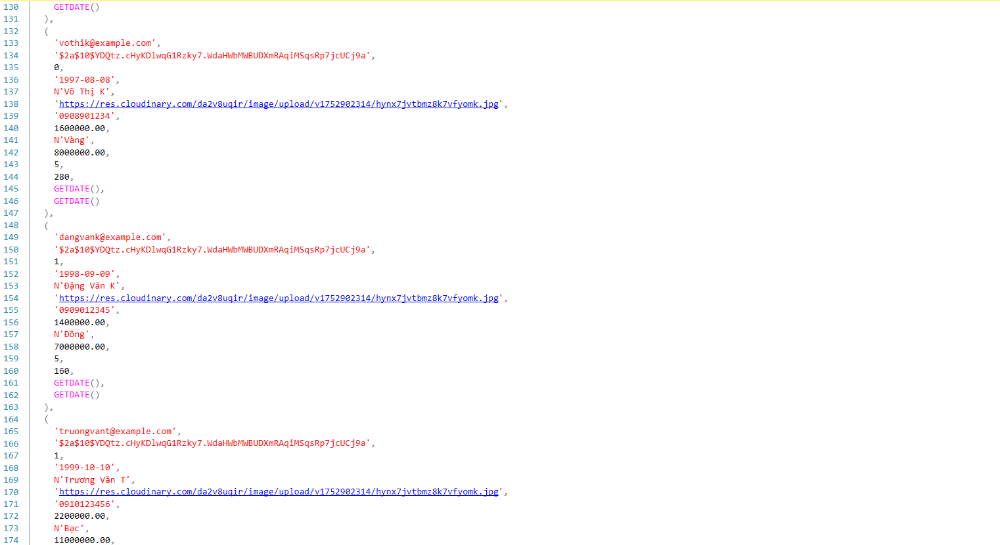 130 GETDATE()
131 ),
132 (
133 'vothik@example.com',
134 '$2a$10$YDQtz.cHyKDlwqG1Rzky7.WdaHWbMWBUDXmRAqiMSqsRp7jcUCj9a',
135 0,
136 '1997-08-08',
137 N'Võ Thị K',
138 'https://res.cloudinary.com/da2v8uqir/image/upload/v1752902314/hynx7jvtbmz8k7vfyomk.jpg',
139 '0908901234',
140 1600000.00,
141 N'Vàng',
142 8000000.00,
143 5,
144 280,
145 GETDATE(),
146 GETDATE()
147 ),
148 (
149 'dangvank@example.com',
150 '$2a$10$YDQtz.cHyKDlwqG1Rzky7.WdaHWbMWBUDXmRAqiMSqsRp7jcUCj9a',
151 1,
152 '1998-09-09',
153 N'Đặng Văn K',
154 'https://res.cloudinary.com/da2v8uqir/image/upload/v1752902314/hynx7jvtbmz8k7vfyomk.jpg',
155 '0909012345',
156 1400000.00,
157 N'Đồng',
158 7000000.00,
159 5,
160 160,
161 GETDATE(),
162 GETDATE()
163 ),
164 (
165 'truongvant@example.com',
166 '$2a$10$YDQtz.cHyKDlwqG1Rzky7.WdaHWbMWBUDXmRAqiMSqsRp7jcUCj9a',
167 1,
168 '1999-10-10',
169 N'Trương Văn T',
170 'https://res.cloudinary.com/da2v8uqir/image/upload/v1752902314/hynx7jvtbmz8k7vfyomk.jpg',
171 '0910123456',
172 2200000.00,
173 N'Bạc',
174 11000000.00,